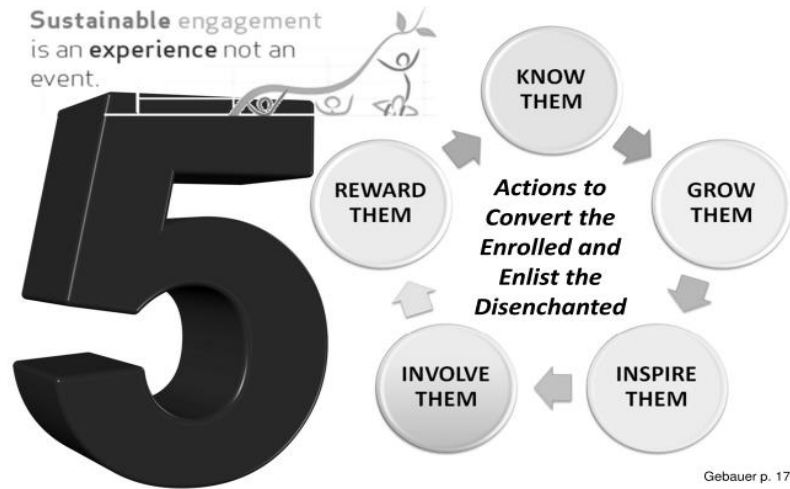 Sustainable engagement
is an experience not an
event.
5
KNOW
THEM
GROW
THEM
INSPIRE
THEM
INVOLVE
THEM
REWARD
THEM
Actions to
Convert the
Enrolled and
Enlist the
Disenchanted
Gebauer p. 17